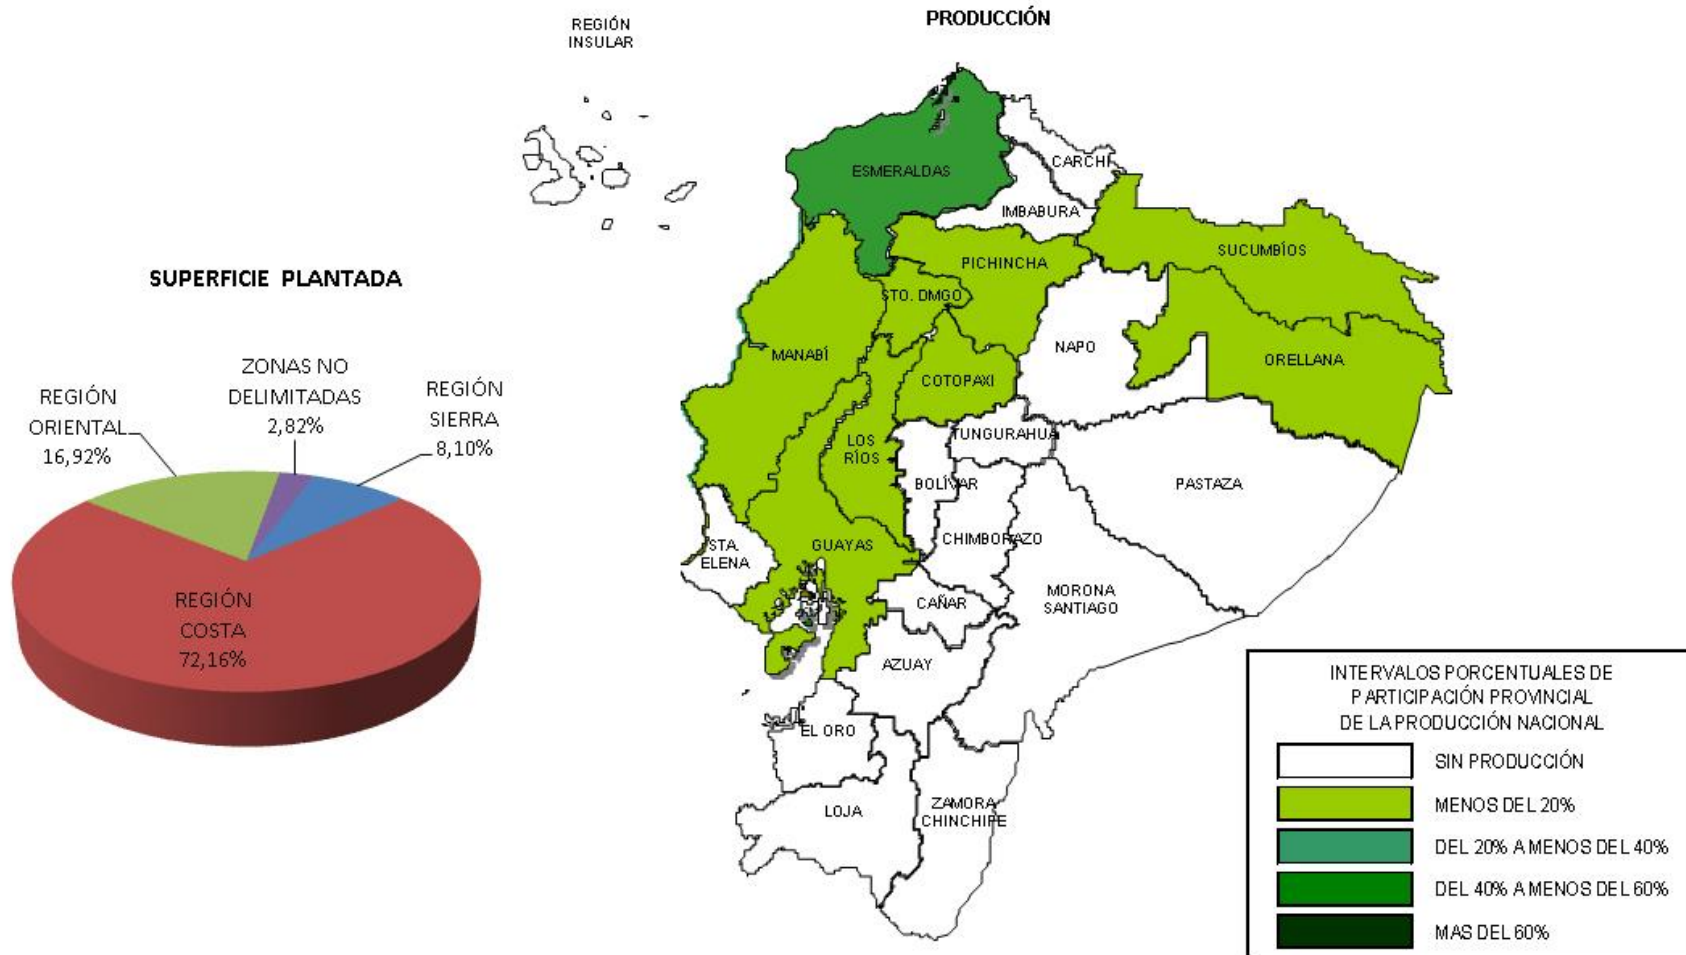 REGIÓN
INSULAR
PRODUCCIÓN
SUPERFICIE PLANTADA
REGIÓN
ORIENTAL
16,92%
ZONAS NO
DELIMITADAS
2,82%
REGIÓN
SIERRA
8,10%
REGIÓN
COSTA
72,16%
ESMERALDAS
CARCHI
IMBABURA
SUCUMBÍOS
PICHINCHA
STO. DMGO
NAPO
ORELLANA
MANABÍ
COTOPAXI
TUNGURAHUA
LOS
RÍOS
BOLÍVAR
PASTAZA
STA.
ELENA
GUAYAS
CHIMBORAZO
MORONA
SANTIAGO
CAÑAR
AZUAY
EL ORO
LOJA
ZAMORA
CHINCHIPE
INTERVALOS PORCENTUALES DE
PARTICIPACIÓN PROVINCIAL
DE LA PRODUCCIÓN NACIONAL
SIN PRODUCCIÓN
MENOS DEL 20%
DEL 20% A MENOS DEL 40%
DEL 40% A MENOS DEL 60%
MAS DEL 60%